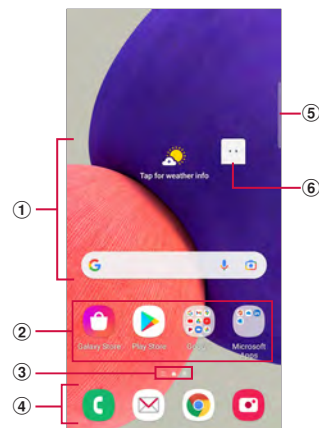 ①
⑤
⑥
Tap for weather info
G
②
Galaxy Store Play Store Google Microsoft Apps
③
④